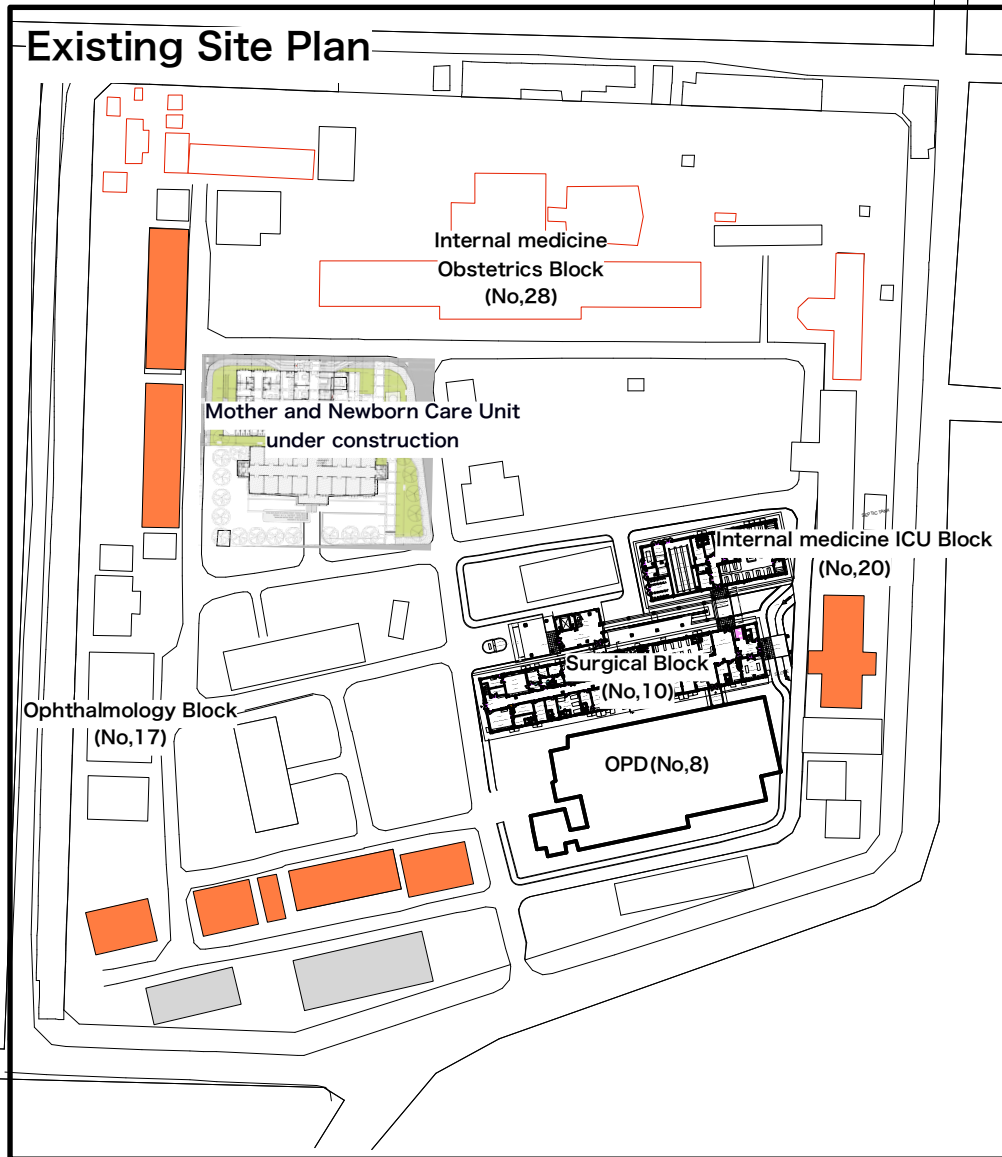 Existing Site Plan
Internal medicine
Obstetrics Block
(No,28)
Mother and Newborn Care Unit
under construction
Internal medicine ICU Block
(No,20)
Surgical Block
(No,10)
Ophthalmology Block
(No,17)
OPD(No,8)